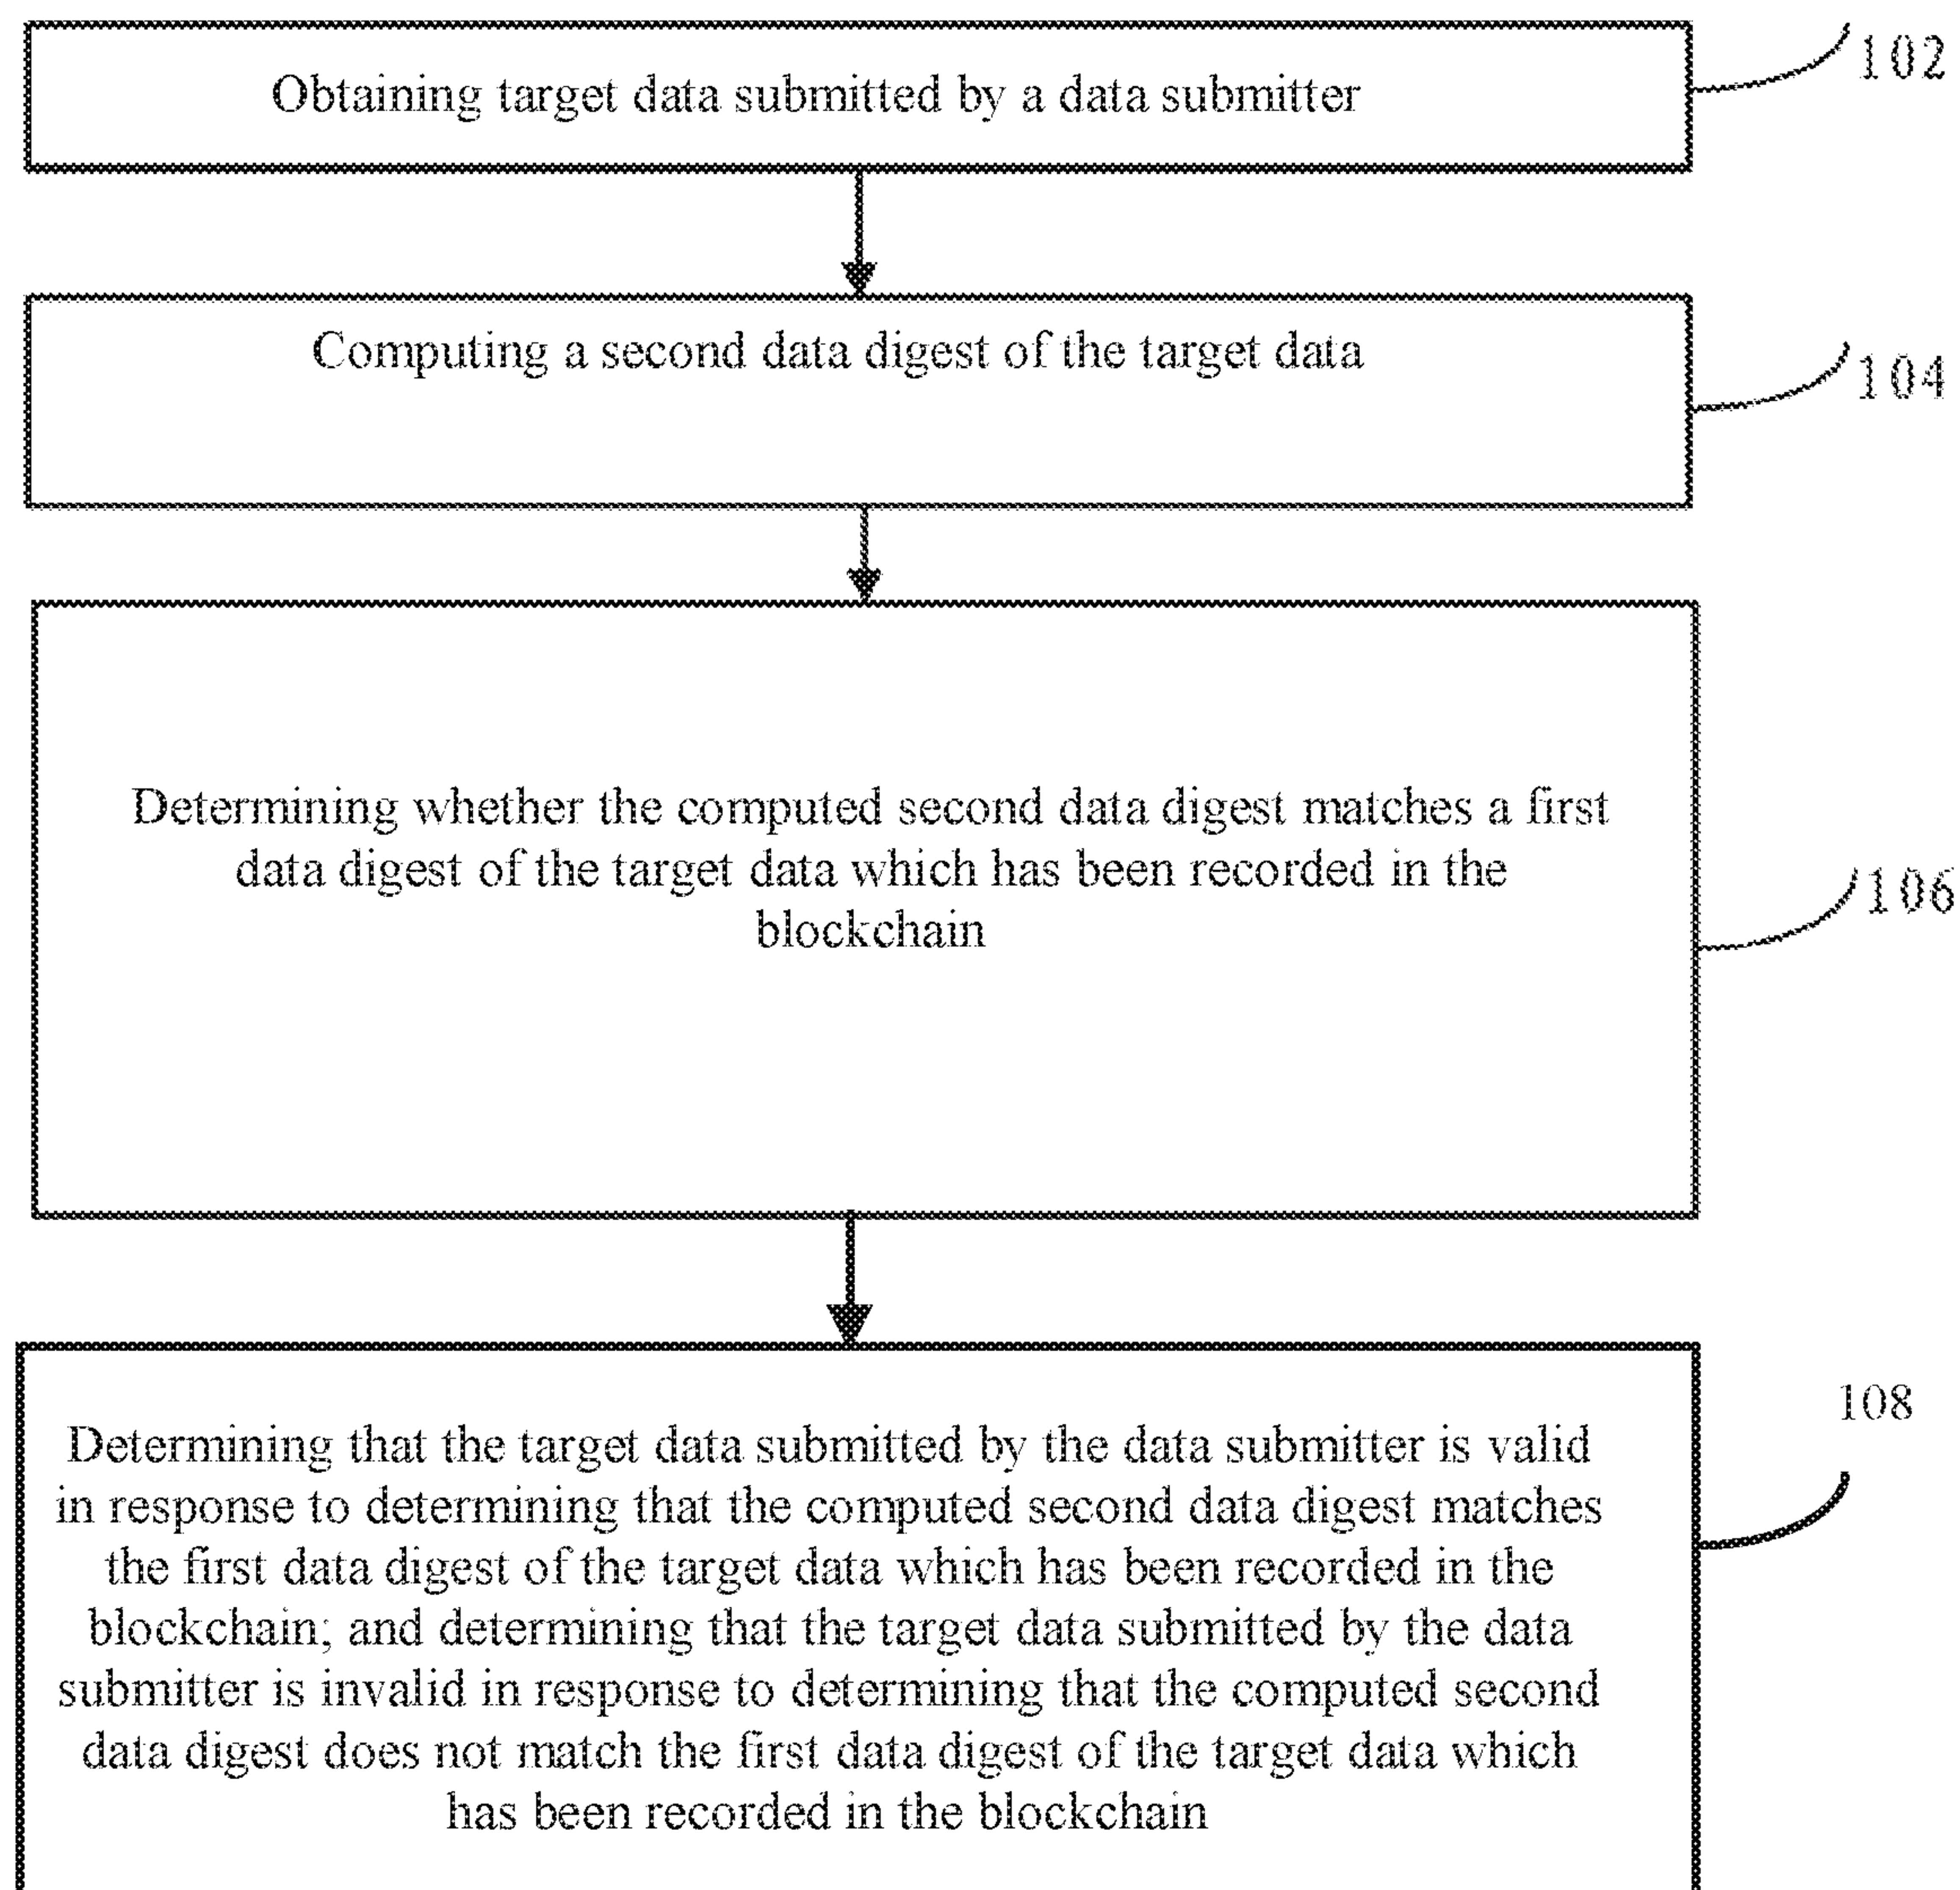 Obtaining target data submitted by a data submitter
102
Computing a second data digest of the target data
104
Determining whether the computed second data digest matches a first
data digest of the target data which has been recorded in the
blockchain
106
Determining that the target data submitted by the data submitter is valid
in response to determining that the computed second data digest matches
the first data digest of the target data which has been recorded in the
blockchain; and determining that the target data submitted by the data
submitter is invalid in response to determining that the computed second
data digest does not match the first data digest of the target data which
has been recorded in the blockchain
108